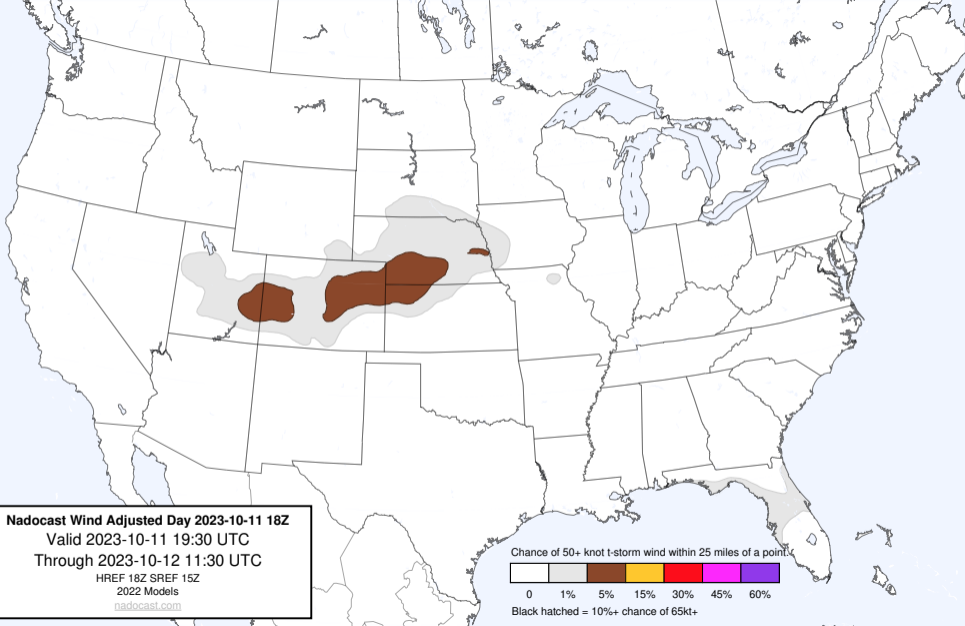 Nadocast Wind Adjusted Day 2023-10-11 18Z
Valid 2023-10-11 19:30 UTC
Through 2023-10-12 11:30 UTC
HREF 18Z SREF 15Z
2022 Models
nadocast.com
Chance of 50+ knot t-storm wind within 25 miles of a point.
0 1% 5% 15% 30% 45% 60%
Black hatched = 10%+ chance of 65kt+